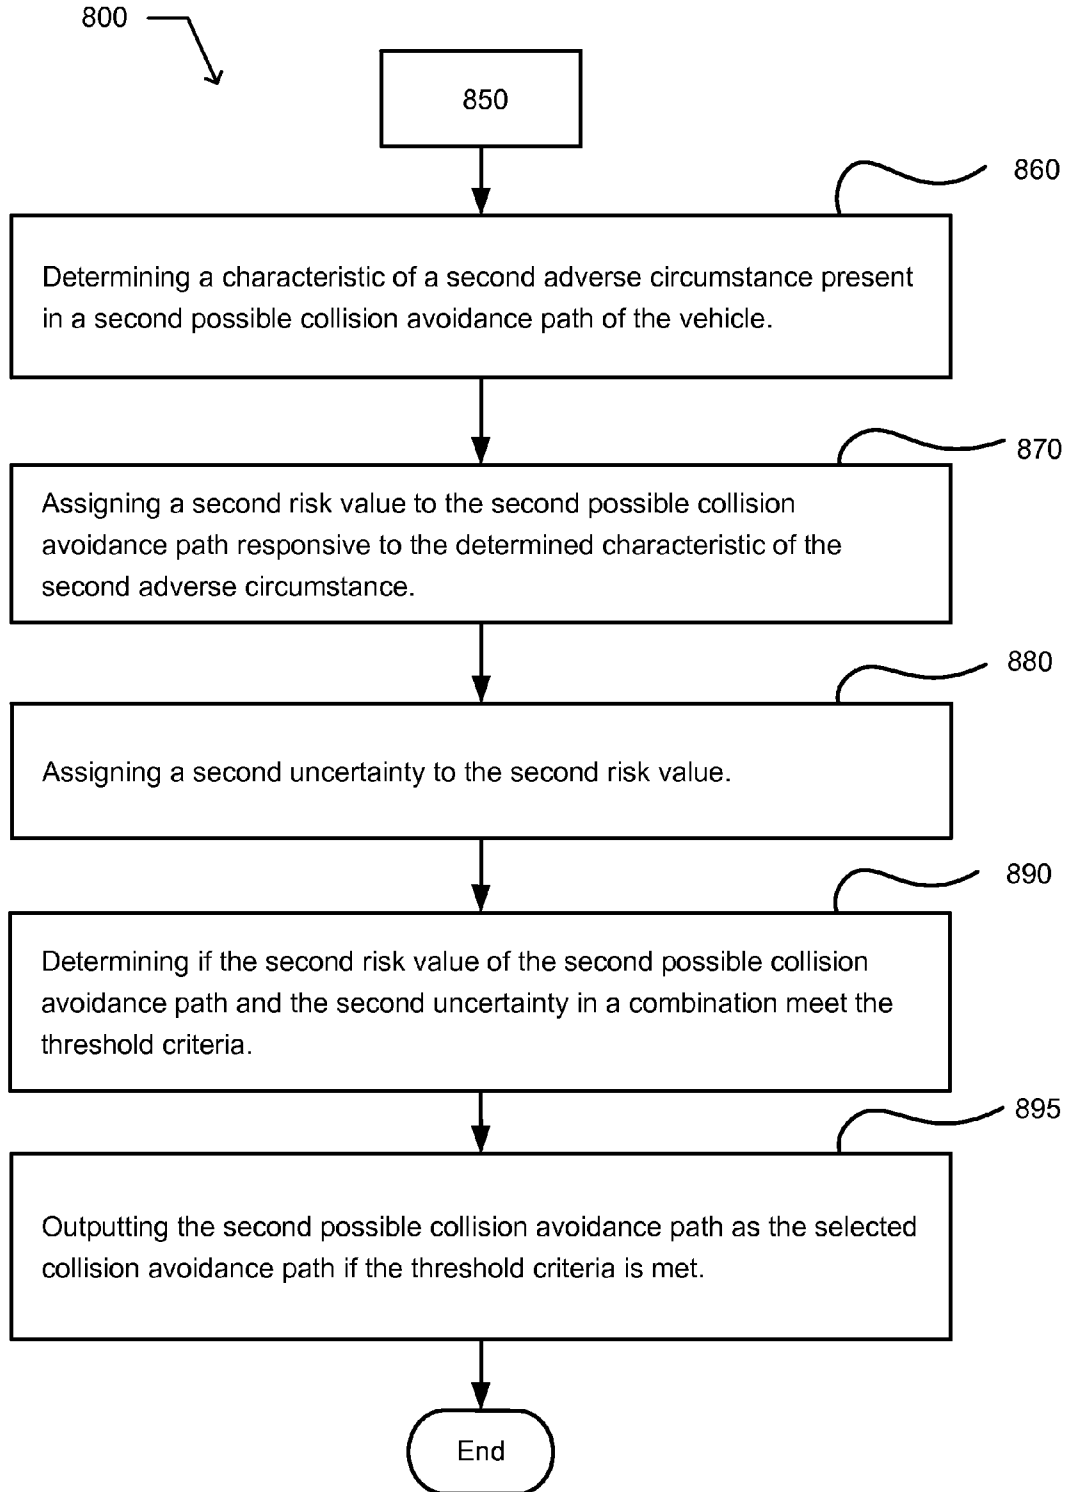 800
850
860
Determining a characteristic of a second adverse circumstance present
in a second possible collision avoidance path of the vehicle.
870
Assigning a second risk value to the second possible collision
avoidance path responsive to the determined characteristic of the
second adverse circumstance.
880
Assigning a second uncertainty to the second risk value.
890
Determining if the second risk value of the second possible collision
avoidance path and the second uncertainty in a combination meet the
threshold criteria.
895
Outputting the second possible collision avoidance path as the selected
collision avoidance path if the threshold criteria is met.
End